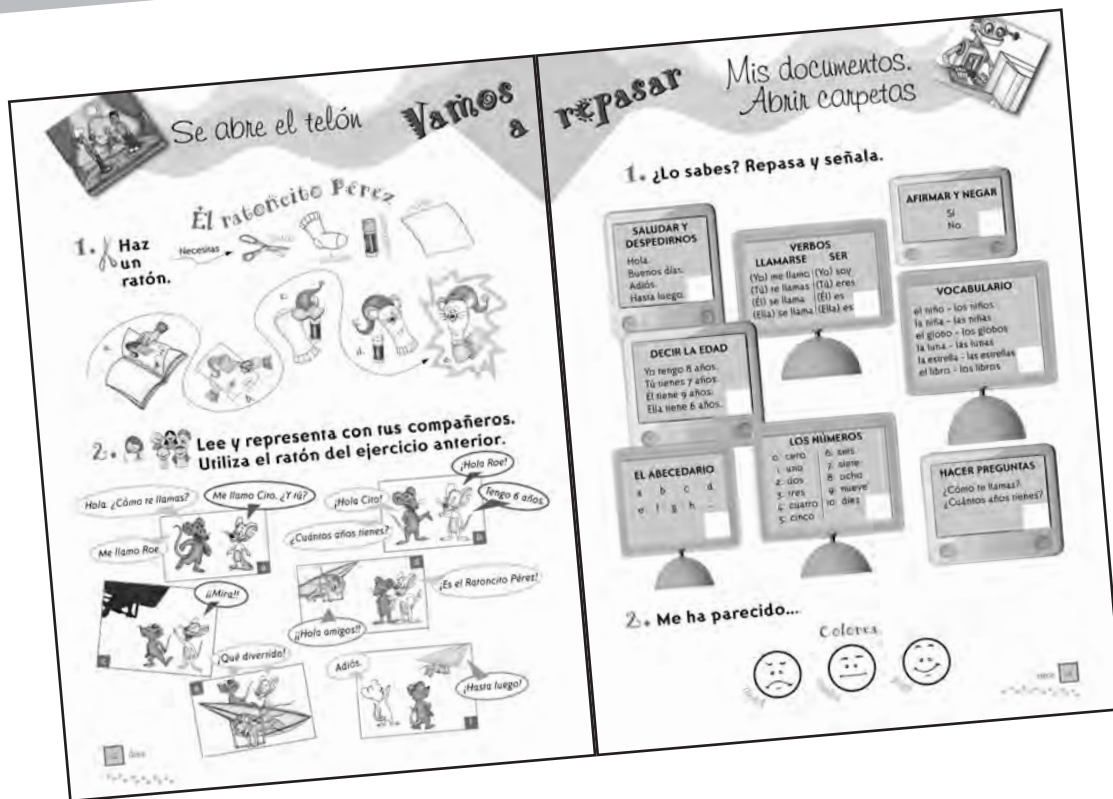 Se abre el telón
Vamos
a
El ratoncito Pérez
1. Haz
un
ratón.
Necesitas
a.
b.
c.
d.
e.
2. Lee y representa con tus compañeros.
Utiliza el ratón del ejercicio anterior.
Hola. ¿Cómo te llamas?
Me llamo Ciro. ¿Y tú?
Me llamo Roe
¡Hola Ciro!
¡Hola Roe!
¿Cuántos años tienes?
Tengo 6 años
b
¡¡Mira!!
c
¡Es el Ratoncito Pérez!
¡¡Hola amigos!!
¡Qué divertido!
Adiós.
¡Hasta luego!
repasar
Mis documentos.
Abrir carpetas
1. ¿Lo sabes? Repasa y señala.
SALUDAR Y
DESPEDIRNOS
Hola.
Buenos días.
Adiós.
Hasta luego.
VERBOS
LLAMARSE SER
(Yo) me llamo (Yo) soy
(Tú) te llamas (Tú) eres
(Él) se llama (Él) es
(Ella) se llama (Ella) es
AFIRMAR Y NEGAR
Sí
No
DECIR LA EDAD
Yo tengo 8 años.
Tú tienes 7 años.
Él tiene 9 años.
Ella tiene 6 años.
VOCABULARIO
el niño - los niños
la niña - las niñas
el globo - los globos
la luna - las lunas
la estrella - las estrellas
el libro - los libros
EL ABECEDARIO
a b c d
e f g h ...
LOS NÚMEROS
0: cero 6: seis
1: uno 7: siete
2: dos 8: ocho
3: tres 9: nueve
4: cuatro 10: diez
5: cinco
HACER PREGUNTAS
¿Cómo te llamas?
¿Cuántos años tienes?
2. Me ha parecido...
Colorea